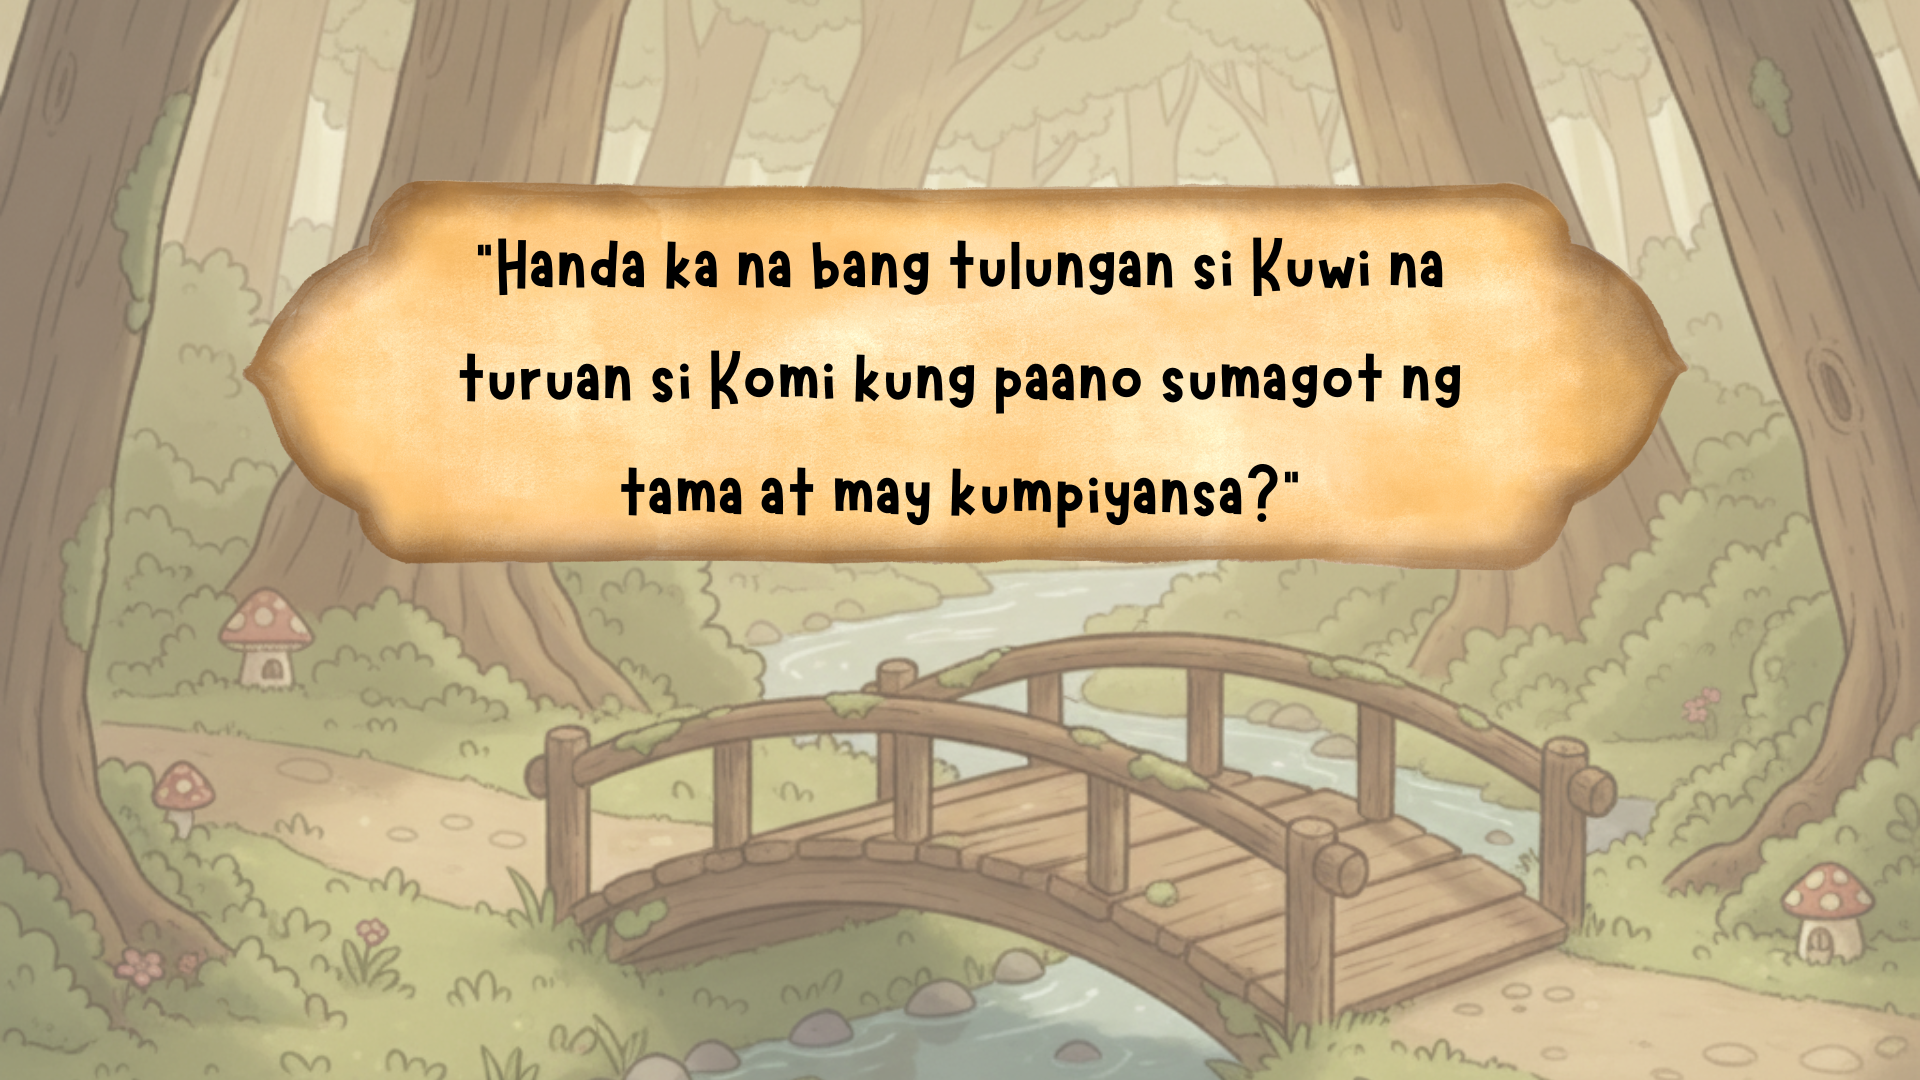 "Handa ka na bang tulungan si Kuwi na
turuan si Komi kung paano sumagot ng
tama at may kumpiyansa?"